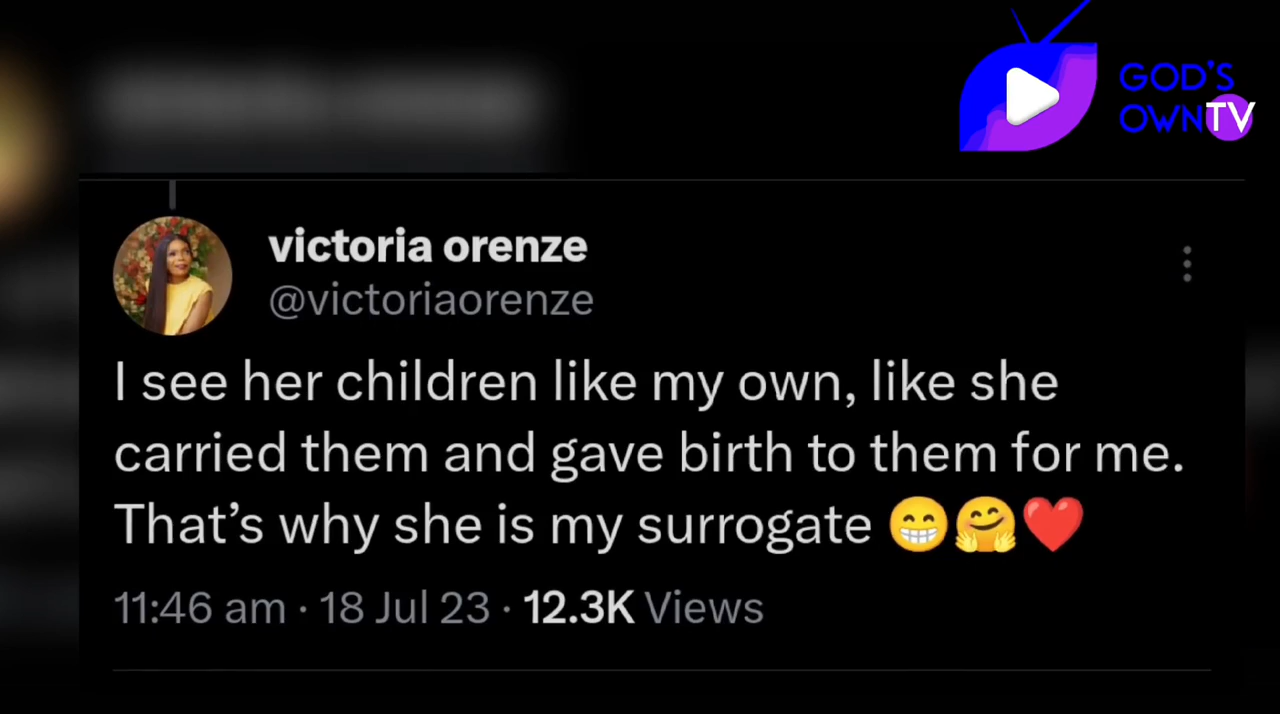 GOD'S
OWNTV
victoria orenze
@victoriaorenze
I see her children like my own, like she
carried them and gave birth to them for me.
That’s why she is my surrogate 😁🤗❤️
11:46 am · 18 Jul 23 · 12.3K Views